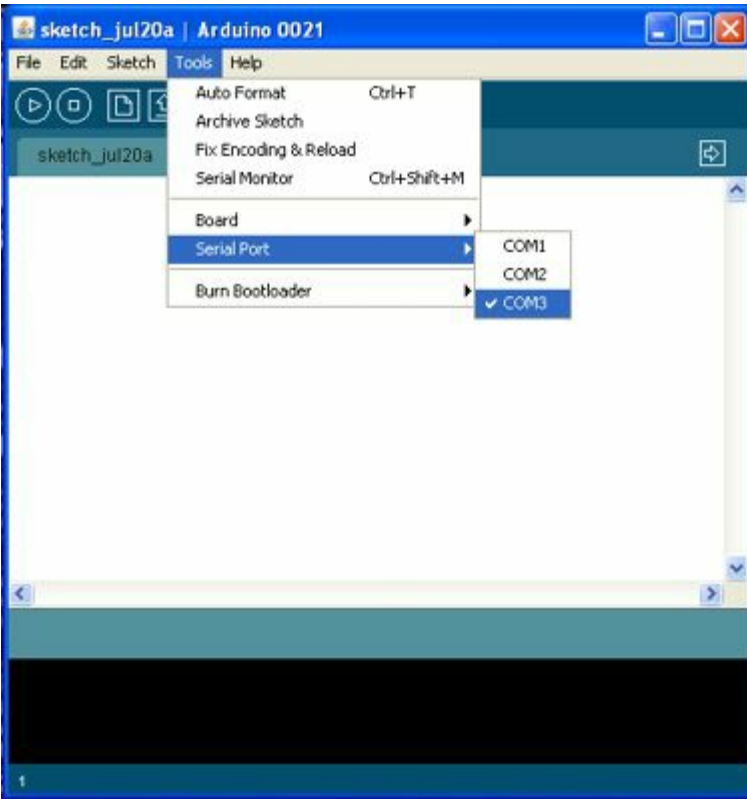 sketch_jul20a | Arduino 0021
File Edit Sketch Tools Help
sketch_jul20a
Auto Format Ctrl+T
Archive Sketch
Fix Encoding & Reload
Serial Monitor Ctrl+Shift+M
Board
Serial Port
Burn Bootloader
COM1
COM2
COM3
1